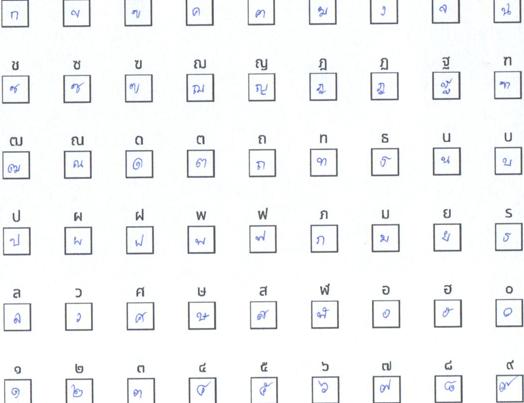 ก ข ฃ ค ฅ ฆ ง จ ฉ
ช ซ ฃ ฌ ญ ฎ ฏ ฐ ฑ
ช ซ ฃ ฌ ญ ฎ ฏ ฐ ฑ
ฒ ณ ด ต ถ ท ธ น บ
ฒ ณ ด ต ถ ท ธ น บ
ป ผ ฝ พ ฟ ภ ม ย ร
ป ผ ฝ พ ฟ ภ ม ย ร
ล ว ศ ษ ส ฬ อ ฮ ๐
ล ว ศ ษ ส ฬ อ ฮ ๐
๑ ๒ ๓ ๔ ๕ ๖ ๗ ๘ ๙
๑ ๒ ๓ ๔ ๕ ๖ ๗ ๘ ๙